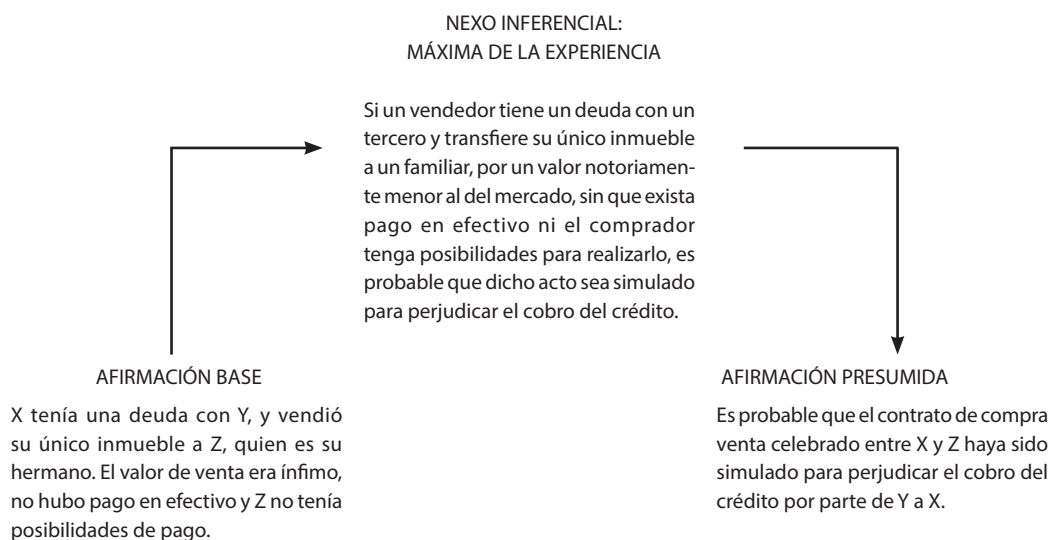 NEXO INFERENCIAL:
MÁXIMA DE LA EXPERIENCIA
Si un vendedor tiene un deuda con un
tercero y transfiere su único inmueble
a un familiar, por un valor notoriamen-
te menor al del mercado, sin que exista
pago en efectivo ni el comprador
tenga posibilidades para realizarlo, es
probable que dicho acto sea simulado
para perjudicar el cobro del crédito.
AFIRMACIÓN BASE
X tenía una deuda con Y, y vendió
su único inmueble a Z, quien es su
hermano. El valor de venta era ínfimo,
no hubo pago en efectivo y Z no tenía
posibilidades de pago.
AFIRMACIÓN PRESUMIDA
Es probable que el contrato de compra
venta celebrado entre X y Z haya sido
simulado para perjudicar el cobro del
crédito por parte de Y a X.